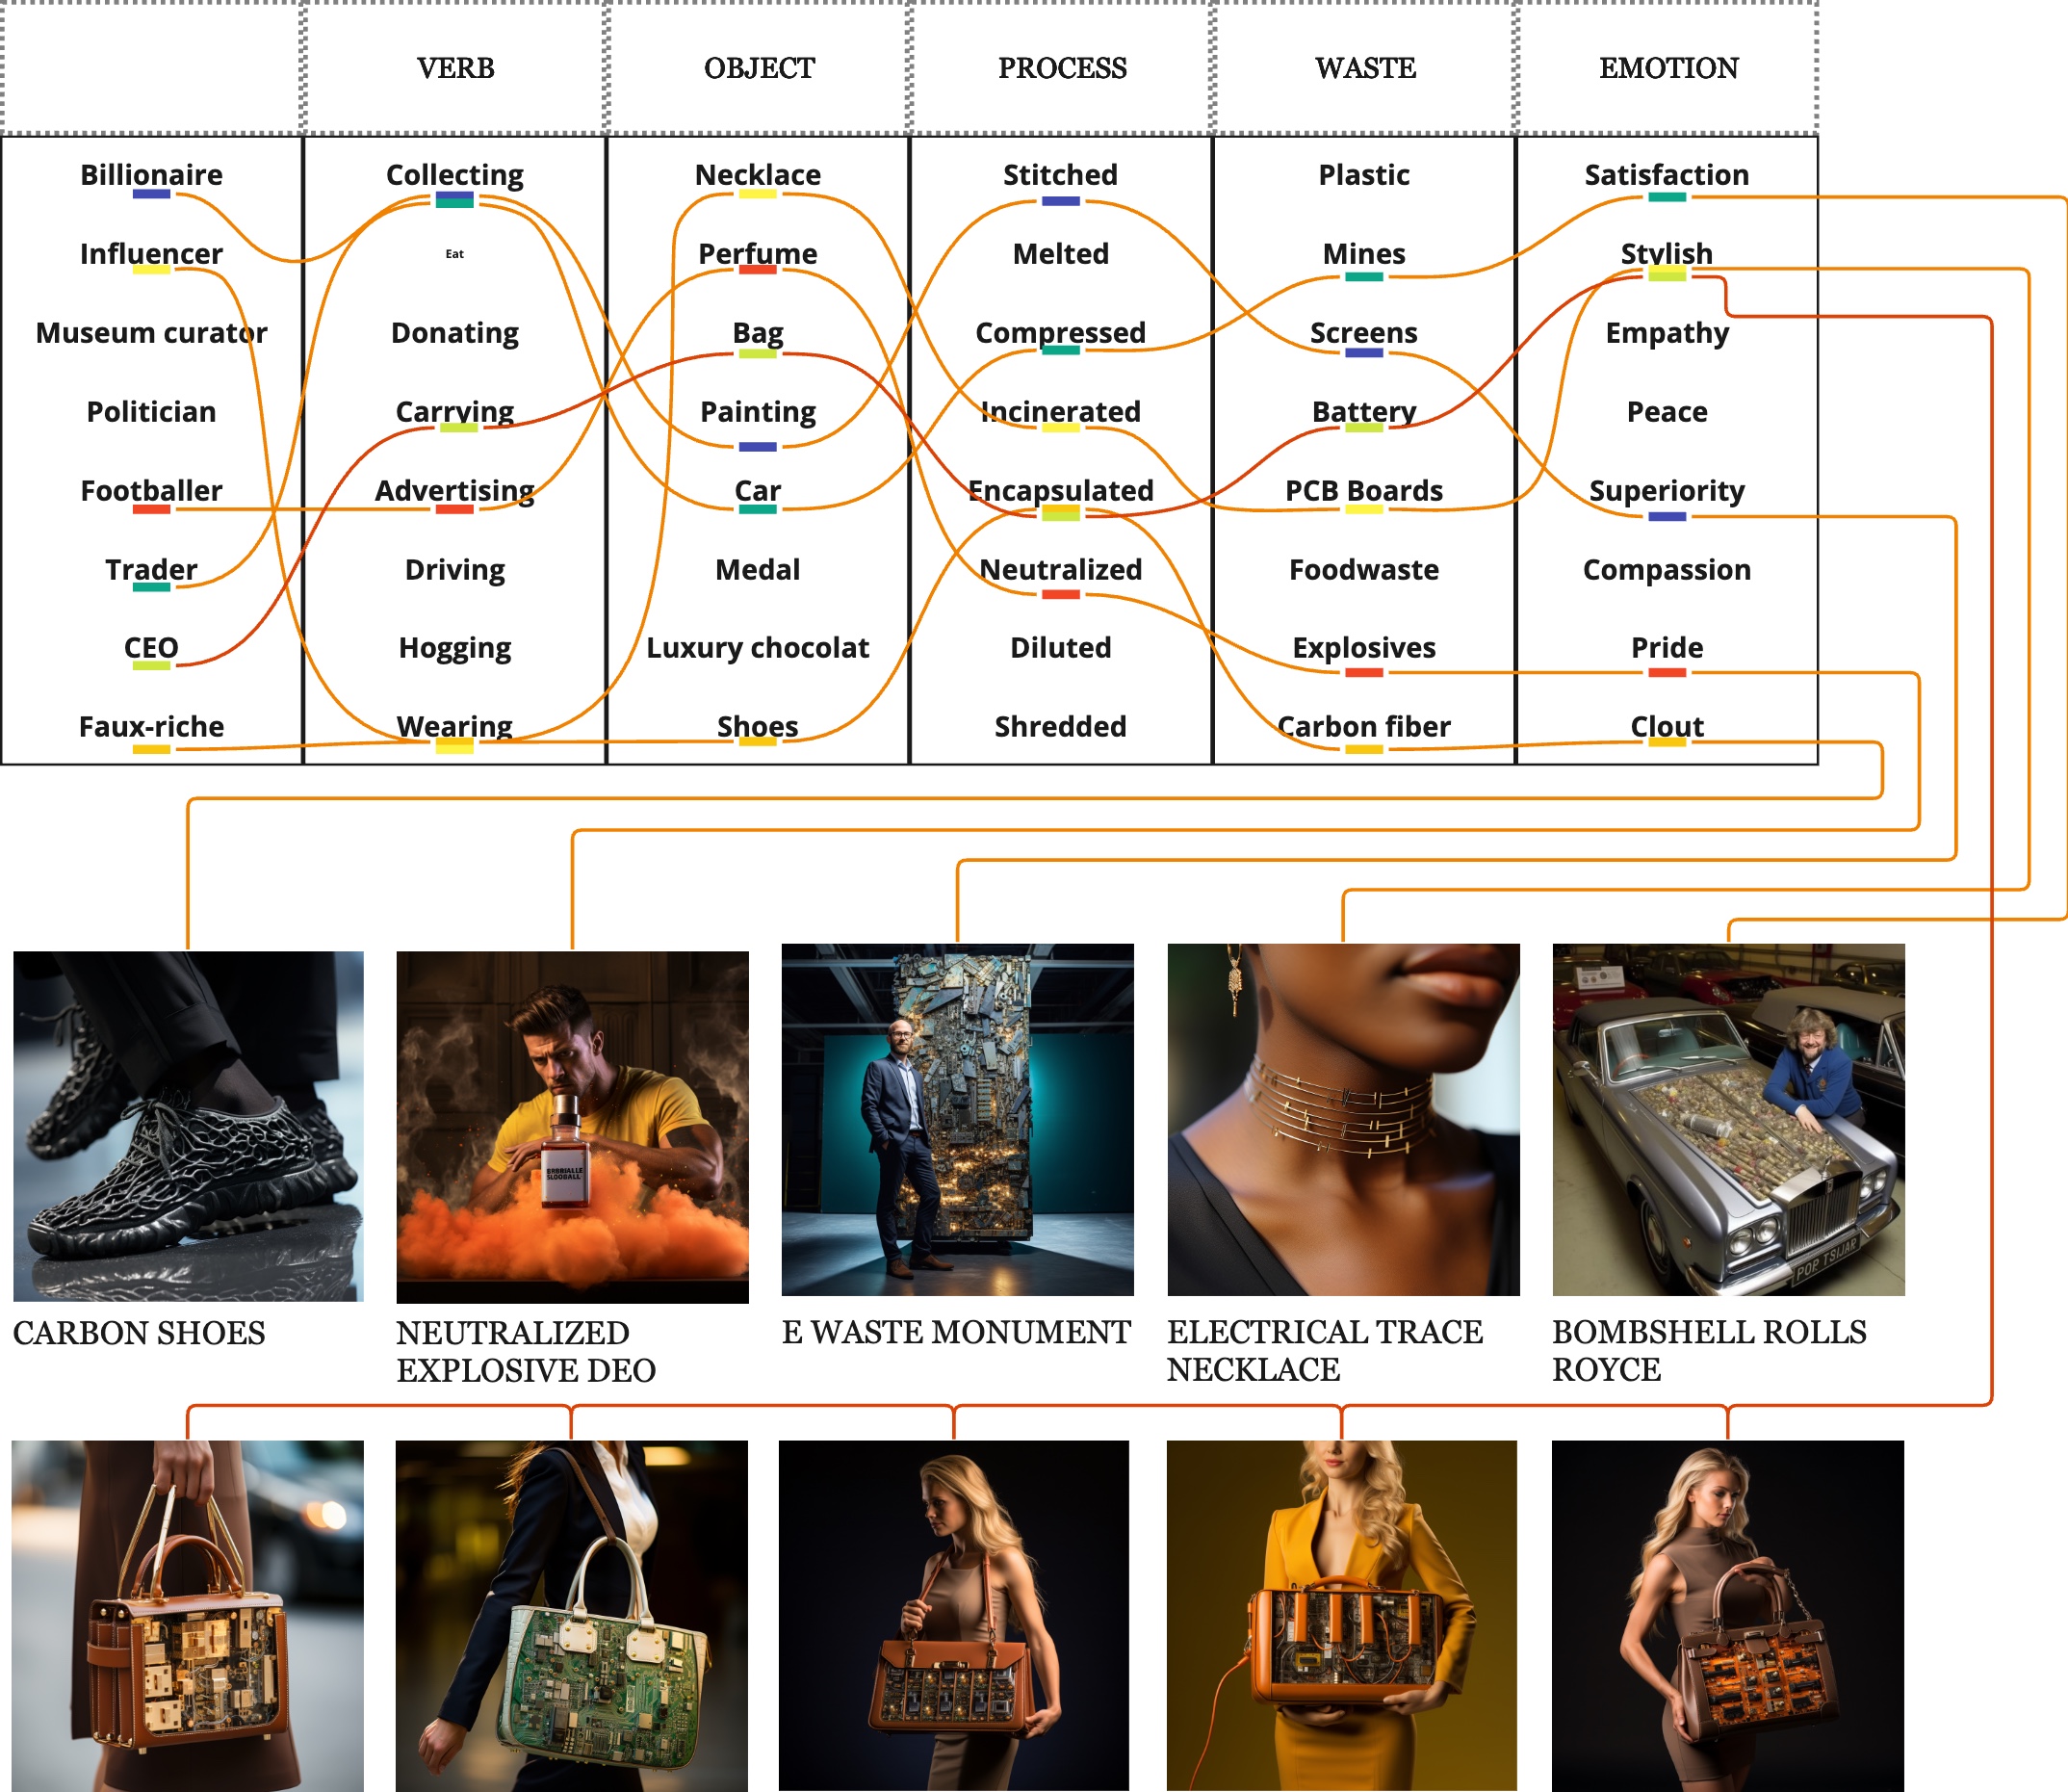 VERB OBJECT PROCESS WASTE EMOTION
Billionaire Collecting Necklace Stitched Plastic Satisfaction
Influencer Eat Perfume Melted Mines Stylish
Museum curator Donating Bag Compressed Screens Empathy
Politician Carrying Painting Incinerated Battery Peace
Footballer Advertising Car Encapsulated PCB Boards Superiority
Trader Driving Medal Neutralized Foodwaste Compassion
CEO Hogging Luxury chocolat Diluted Explosives Pride
Faux-riche Wearing Shoes Shredded Carbon fiber Clout
CARBON SHOES
NEUTRALIZED
EXPLOSIVE DEO
E WASTE MONUMENT
ELECTRICAL TRACE
NECKLACE
BOMBSHELL ROLLS
ROYCE